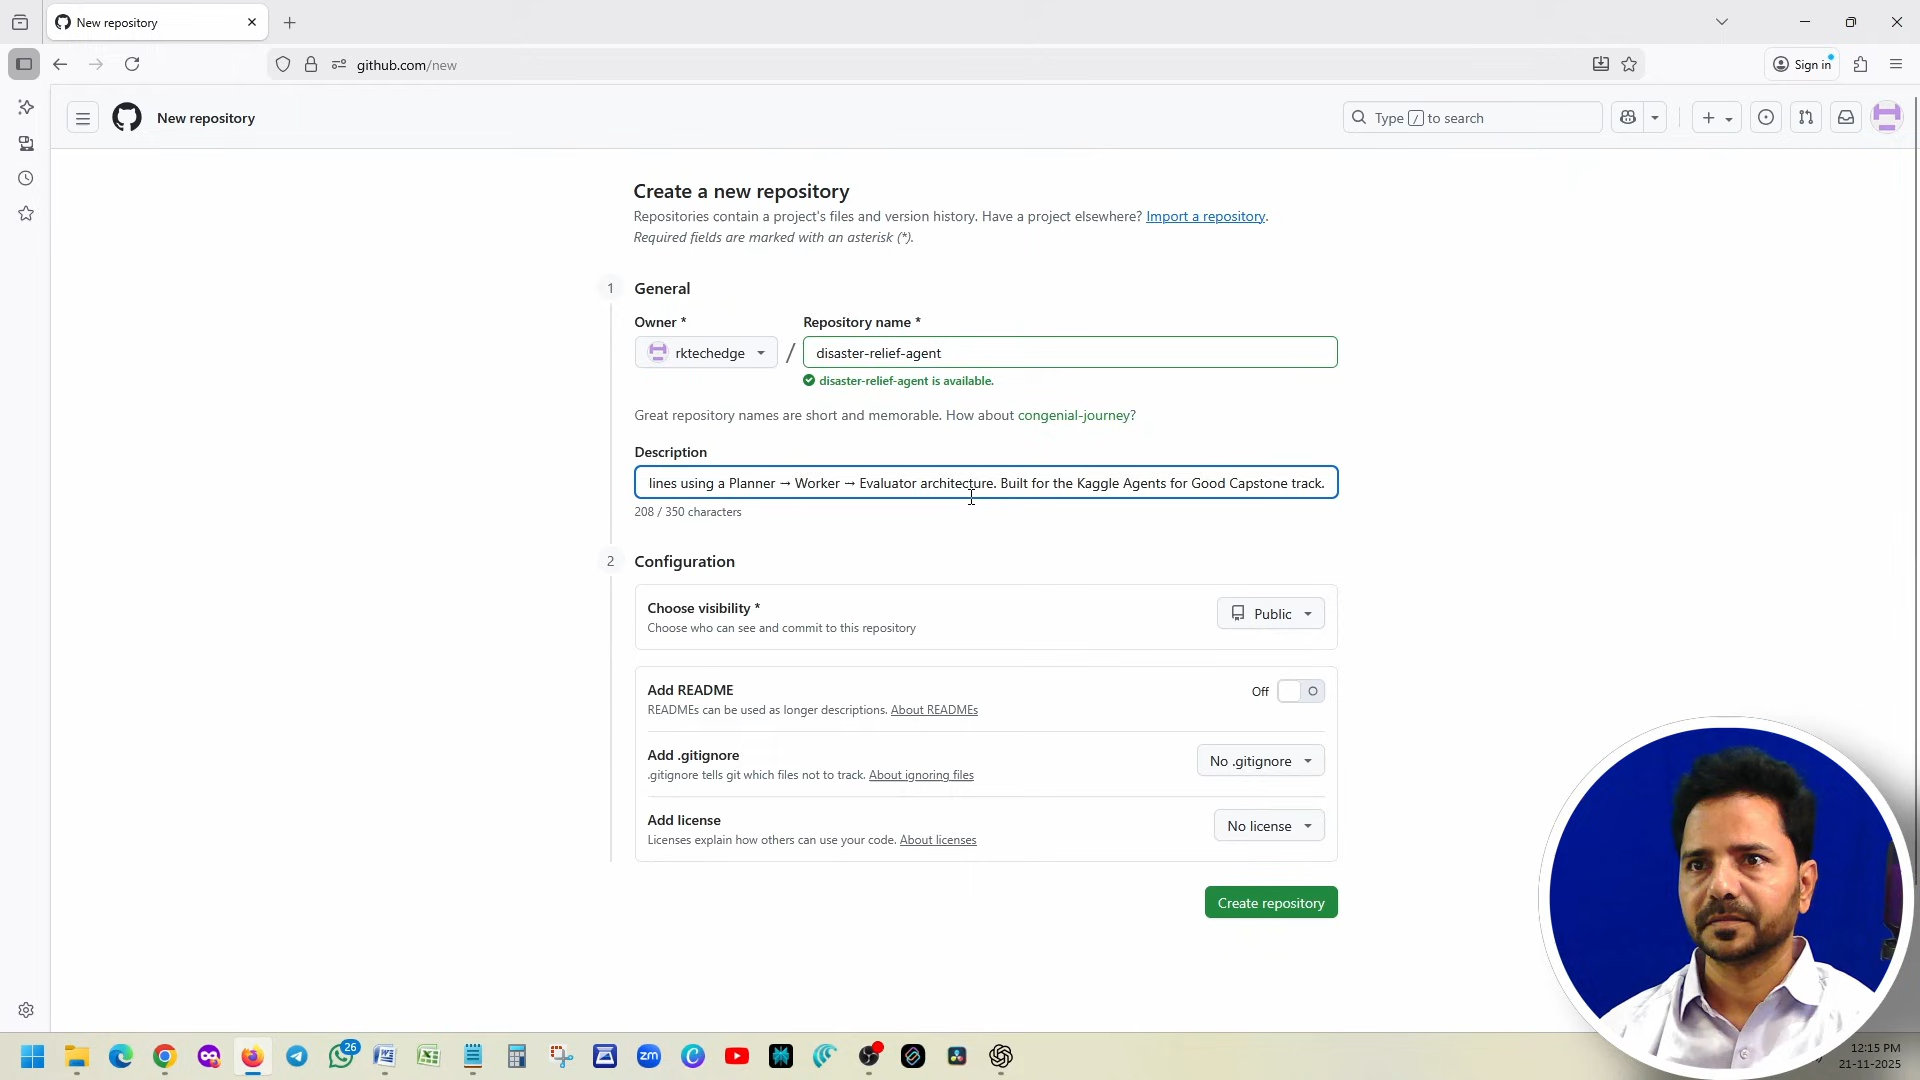 New repository
github.com/new
Sign in
New repository
Type / to search
Create a new repository
Repositories contain a project's files and version history. Have a project elsewhere? Import a repository.
Required fields are marked with an asterisk (*).
1 General
Owner * Repository name *
rktechedge / disaster-relief-agent
disaster-relief-agent is available.
Great repository names are short and memorable. How about congenial-journey?
Description
lines using a Planner → Worker → Evaluator architecture. Built for the Kaggle Agents for Good Capstone track.
208 / 350 characters
2 Configuration
Choose visibility *
Choose who can see and commit to this repository
Public
Add README
READMEs can be used as longer descriptions. About READMEs
Off
Add .gitignore
.gitignore tells git which files not to track. About ignoring files
No .gitignore
Add license
Licenses explain how others can use your code. About licenses
No license
Create repository
26
zm
12:15 PM
21-11-2025